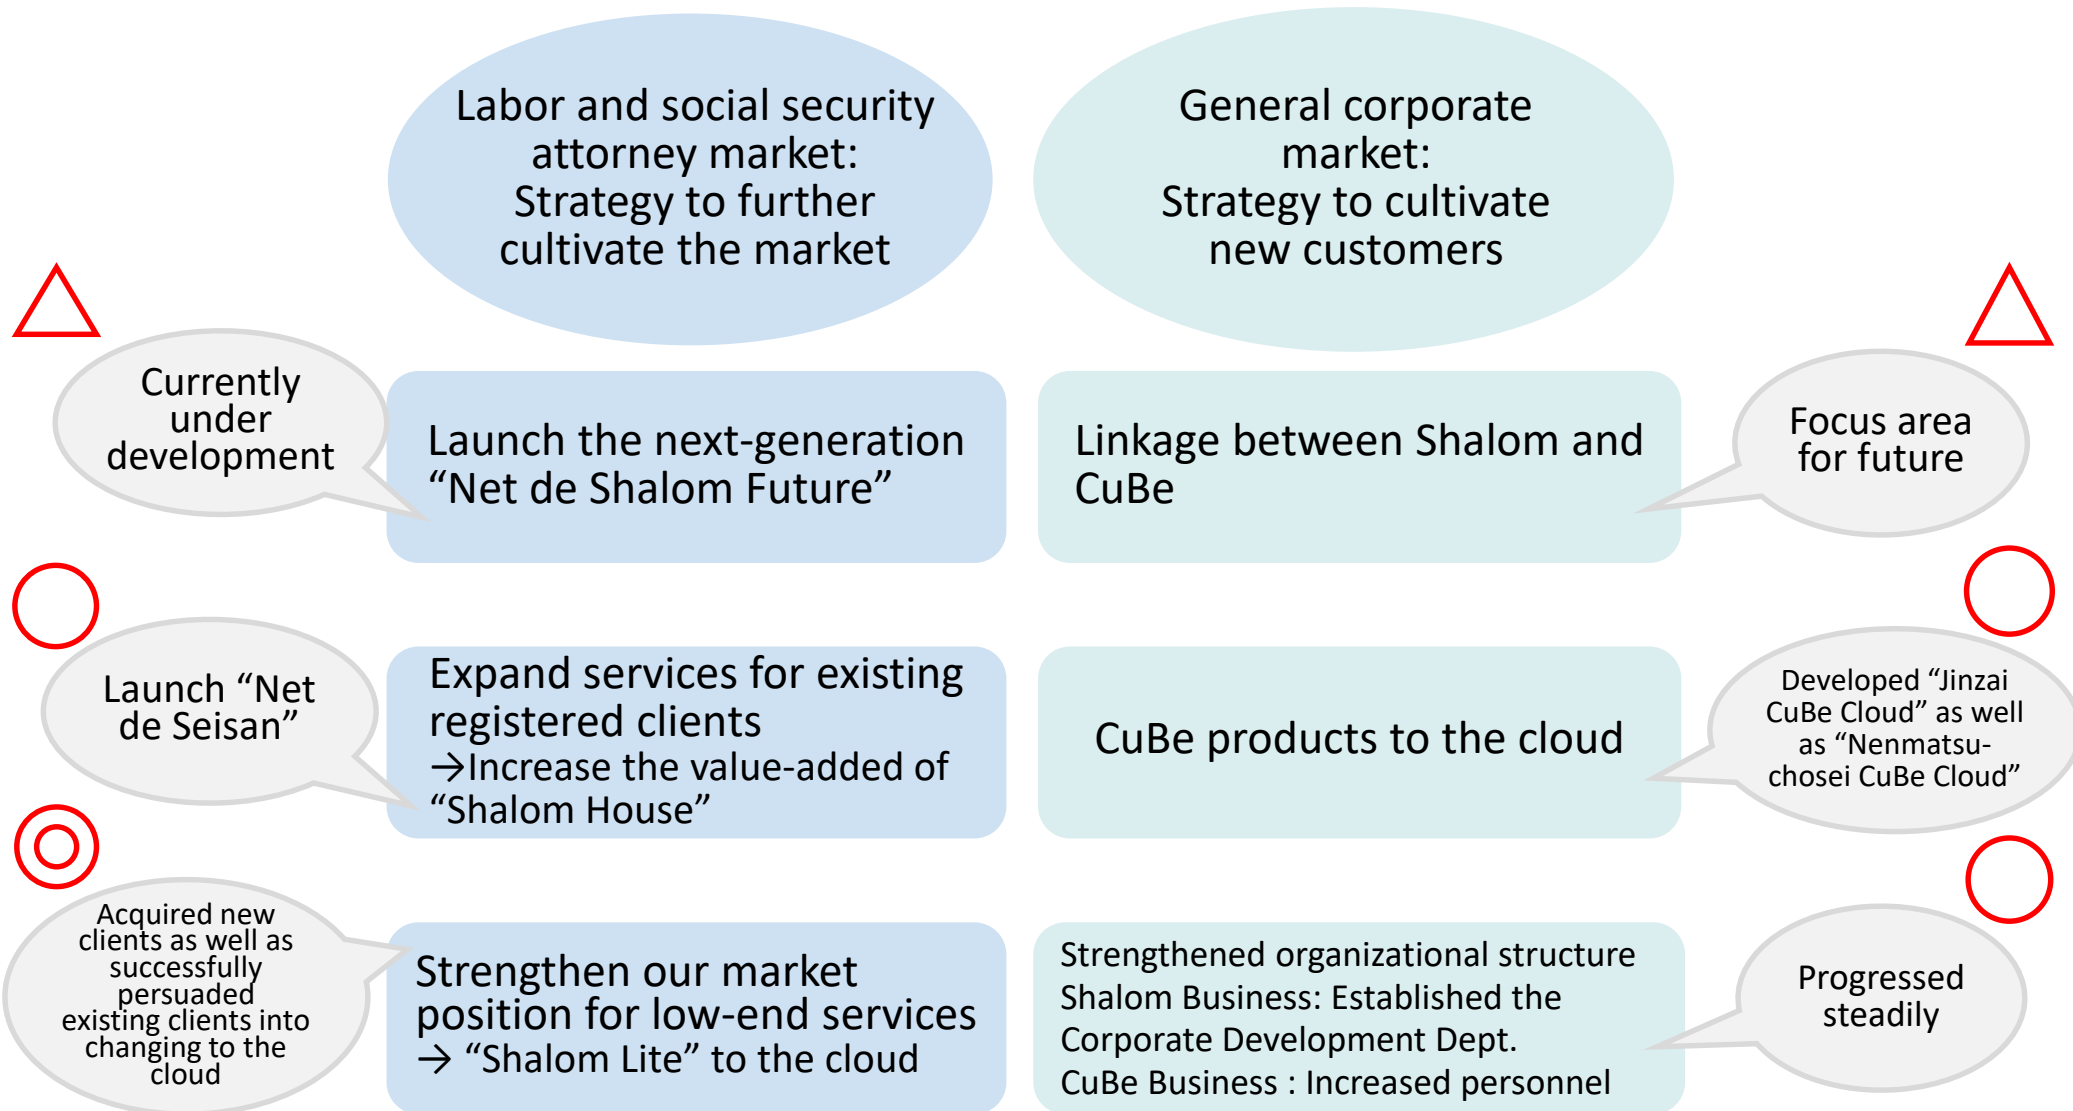 Labor and social security
attorney market:
Strategy to further
cultivate the market
General corporate
market:
Strategy to cultivate
new customers
Currently
under
development
Launch the next-generation
“Net de Shalom Future”
Linkage between Shalom and
CuBe
Focus area
for future
Launch “Net
de Seisan”
Expand services for existing
registered clients
→Increase the value-added of
“Shalom House”
CuBe products to the cloud
Developed “Jinzai
CuBe Cloud” as well
as “Nenmatsu-
chosei CuBe Cloud”
Acquired new
clients as well as
successfully
persuaded
existing clients into
changing to the
cloud
Strengthen our market
position for low-end services
→ “Shalom Lite” to the cloud
Strengthened organizational structure
Shalom Business: Established the
Corporate Development Dept.
CuBe Business : Increased personnel
Progressed
steadily